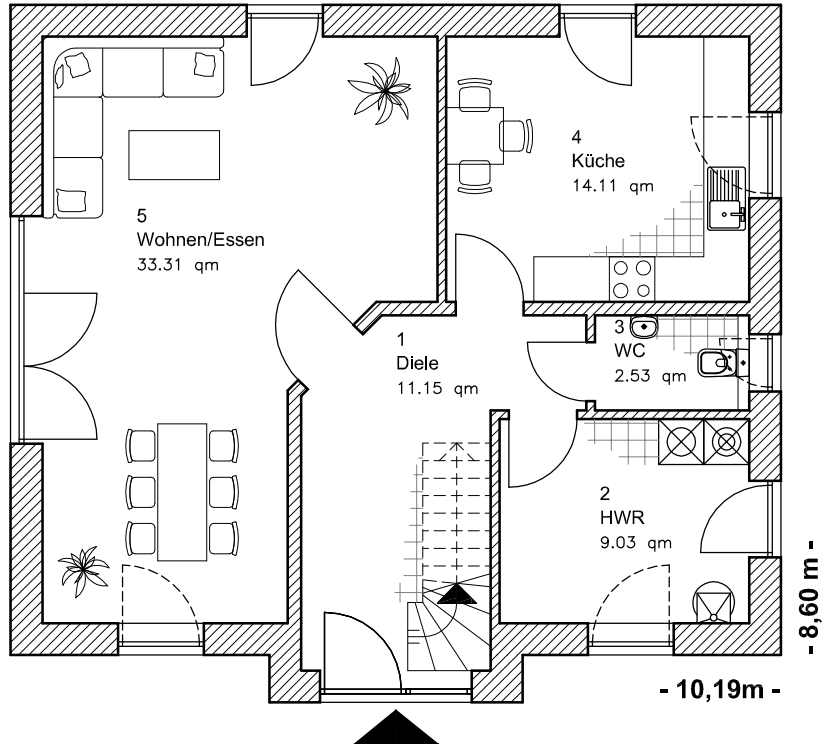 4
Küche
14.11 qm
5
Wohnen/Essen
33.31 qm
1
Diele
11.15 qm
3
WC
2.53 qm
2
HWR
9.03 qm
- 8,60 m -
- 10,19m -